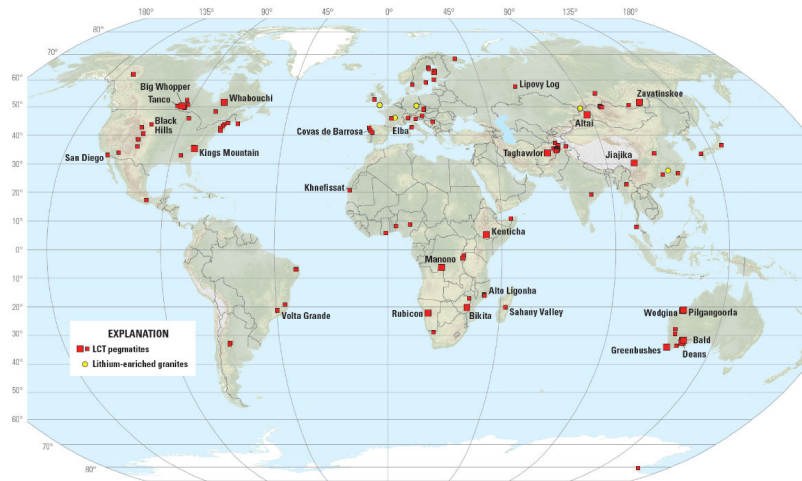 180° 135° 90° 45° 0° 45° 90° 135° 180°
80°
70°
60°
50°
40°
30°
20°
10°
0°
10°
20°
30°
40°
50°
60°
70°
80°
Big Whopper
Tanco
Whabouchi
Black
Hills
San Diego
Kings Mountain
Covas de Barrosa
Elba
Lipovy Log
Zavatinskoe
Altai
Taghawlor
Jiajika
Khnefissat
Kenticha
Manono
Alto Ligonha
Volta Grande
Rubicon
Bikita
Sahany Valley
Wodgina
Pilgangoorla
Bald
Greenbushes
Deans
EXPLANATION
LCT pegmatites
Lithium-enriched granites